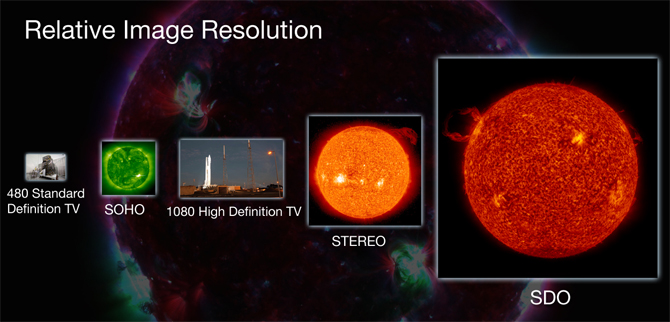 Relative Image Resolution
480 Standard
Definition TV
SOHO
1080 High Definition TV
STEREO
SDO